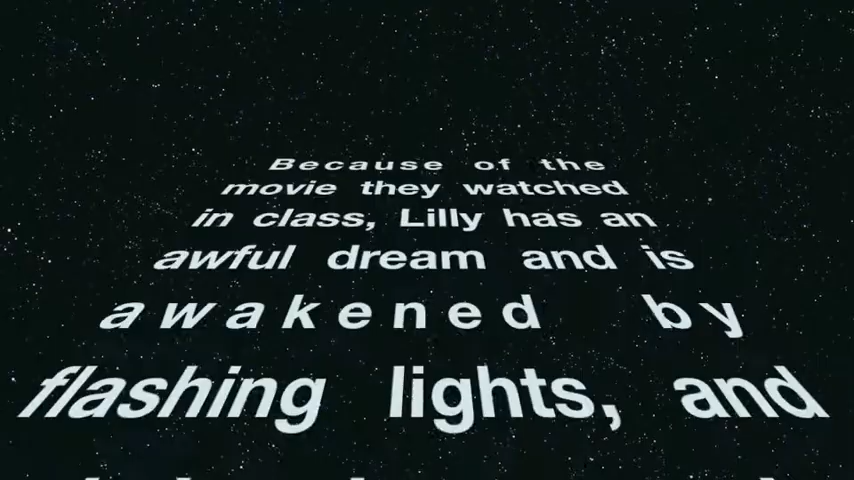 Because of the
movie they watched
in class, Lilly has an
awful dream and is
awakened by
flashing lights, and